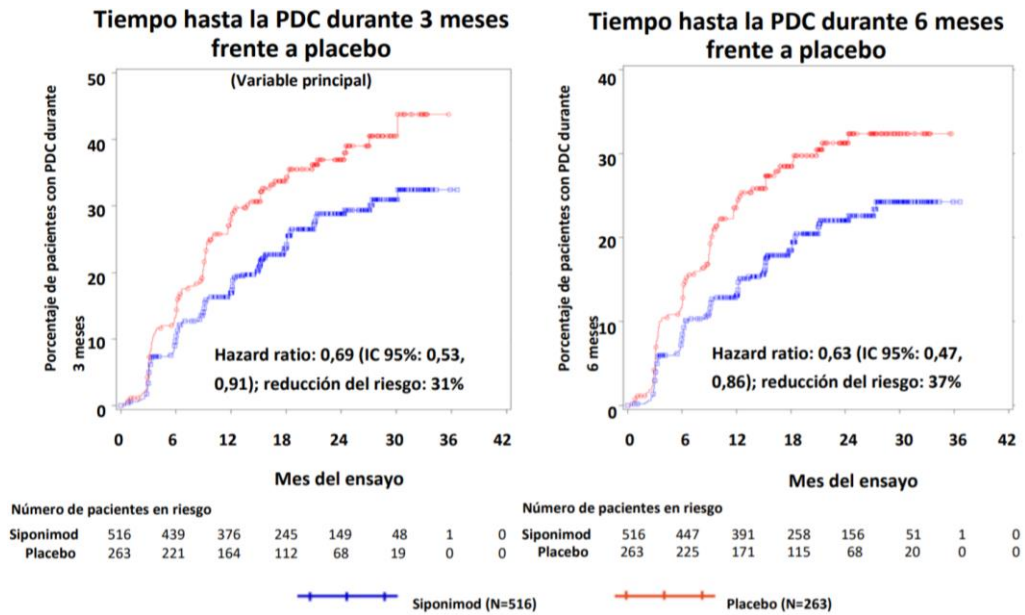 Tiempo hasta la PDC durante 3 meses
frente a placebo
(Variable principal)
Porcentaje de pacientes con PDC durante
3 meses
50
40
30
20
10
0
Hazard ratio: 0,69 (IC 95%: 0,53,
0,91); reducción del riesgo: 31%
0 6 12 18 24 30 36 42
Mes del ensayo
Número de pacientes en riesgo
Siponimod 516 439 376 245 149 48 1 0
Placebo 263 221 164 112 68 19 0 0
Tiempo hasta la PDC durante 6 meses
frente a placebo
Porcentaje de pacientes con PDC durante
6 meses
40
30
20
10
0
Hazard ratio: 0,63 (IC 95%: 0,47,
0,86); reducción del riesgo: 37%
0 6 12 18 24 30 36 42
Mes del ensayo
Número de pacientes en riesgo
Siponimod 516 447 391 258 156 51 1 0
Placebo 263 225 171 115 68 20 0 0
Siponimod (N=516)
Placebo (N=263)